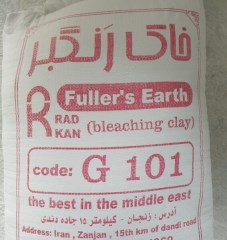 خاک رَنگبر
Fuller's Earth
RAD KAN (bleaching clay)
code: G 101
the best in the middle east
آدرس: زنجان - کیلومتر ۱۵ جاده دندی
Address: Iran , Zanjan , 15th km of dandi road